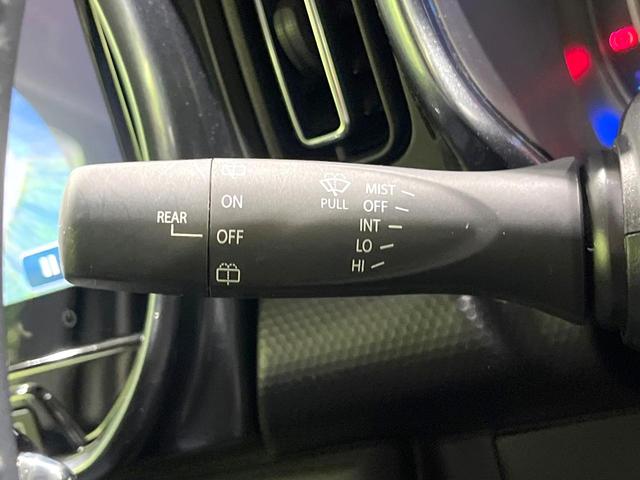 REAR
ON
OFF
PULL
MIST
OFF
INT
LO
HI